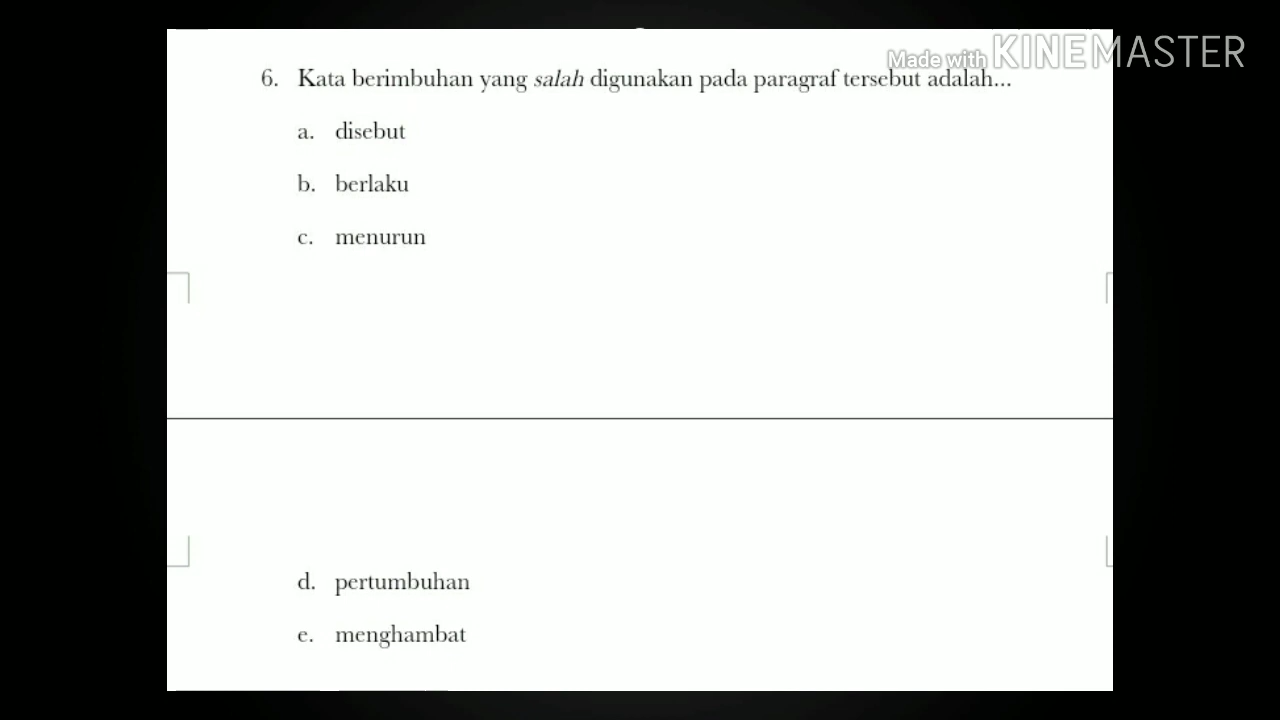 Made with KINEMASTER
6. Kata berimbuhan yang salah digunakan pada paragraf tersebut adalah...
a. disebut
b. berlaku
c. menurun
d. pertumbuhan
e. menghambat